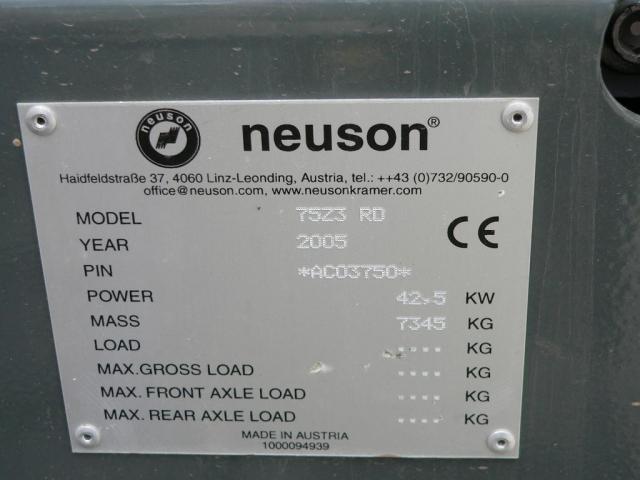 neuson
neuson®
Haidfeldstraße 37, 4060 Linz-Leonding, Austria, tel.: ++43 (0)732/90590-0
office@neuson.com, www.neusonkramer.com
MODEL 75Z3 RD
YEAR 2005
CE
PIN *AC03750*
POWER 42.5 KW
MASS 7345 KG
LOAD .... KG
MAX.GROSS LOAD .... KG
MAX. FRONT AXLE LOAD .... KG
MAX. REAR AXLE LOAD .... KG
MADE IN AUSTRIA
1000094939